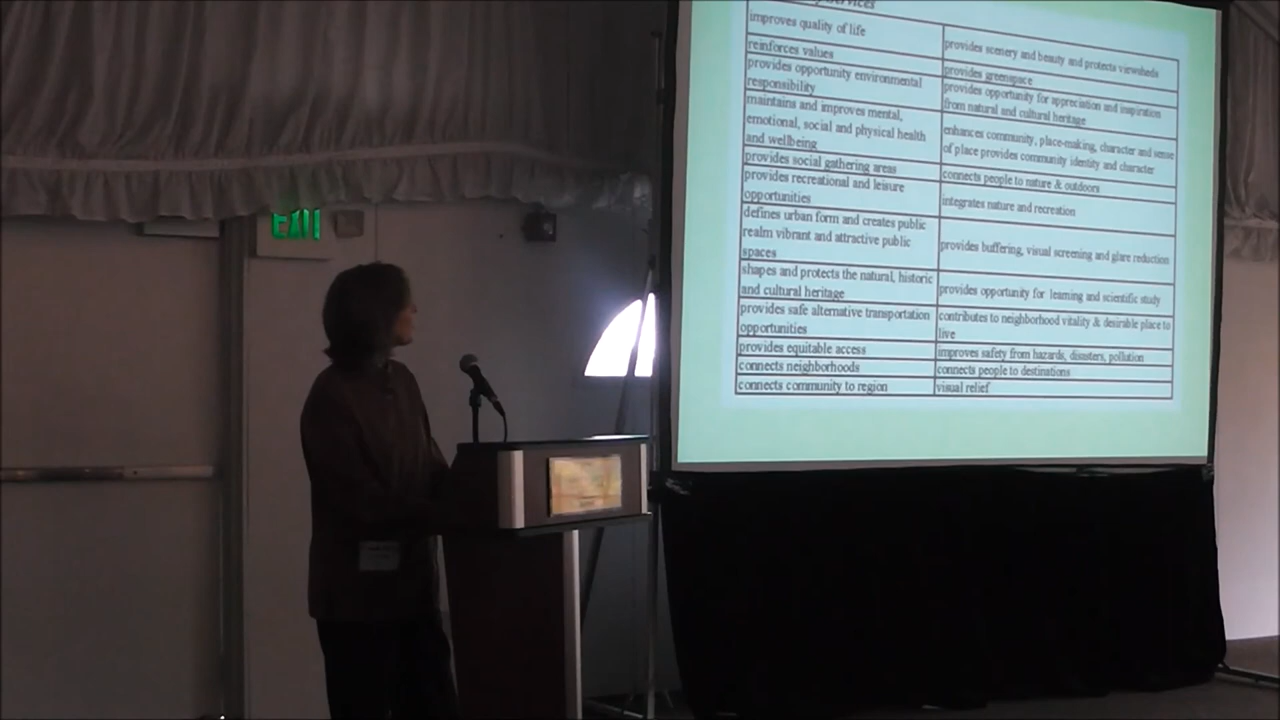 Services
improves quality of life
provides scenery and beauty and protects viewsheds
reinforces values
provides greenspace
provides opportunity environmental
responsibility
provides opportunity for appreciation and inspiration
from natural and cultural heritage
maintains and improves mental,
emotional, social and physical health
and wellbeing
enhances community, place-making, character and sense
of place provides community identity and character
provides social gathering areas
connects people to nature & outdoors
provides recreational and leisure
opportunities
integrates nature and recreation
defines urban form and creates public
realm vibrant and attractive public
spaces
provides buffering, visual screening and glare reduction
shapes and protects the natural, historic
and cultural heritage
provides opportunity for learning and scientific study
provides safe alternative transportation
opportunities
contributes to neighborhood vitality & desirable place to
live
provides equitable access
improves safety from hazards, disasters, pollution
connects neighborhoods
connects people to destinations
connects community to region
visual relief
EXIT